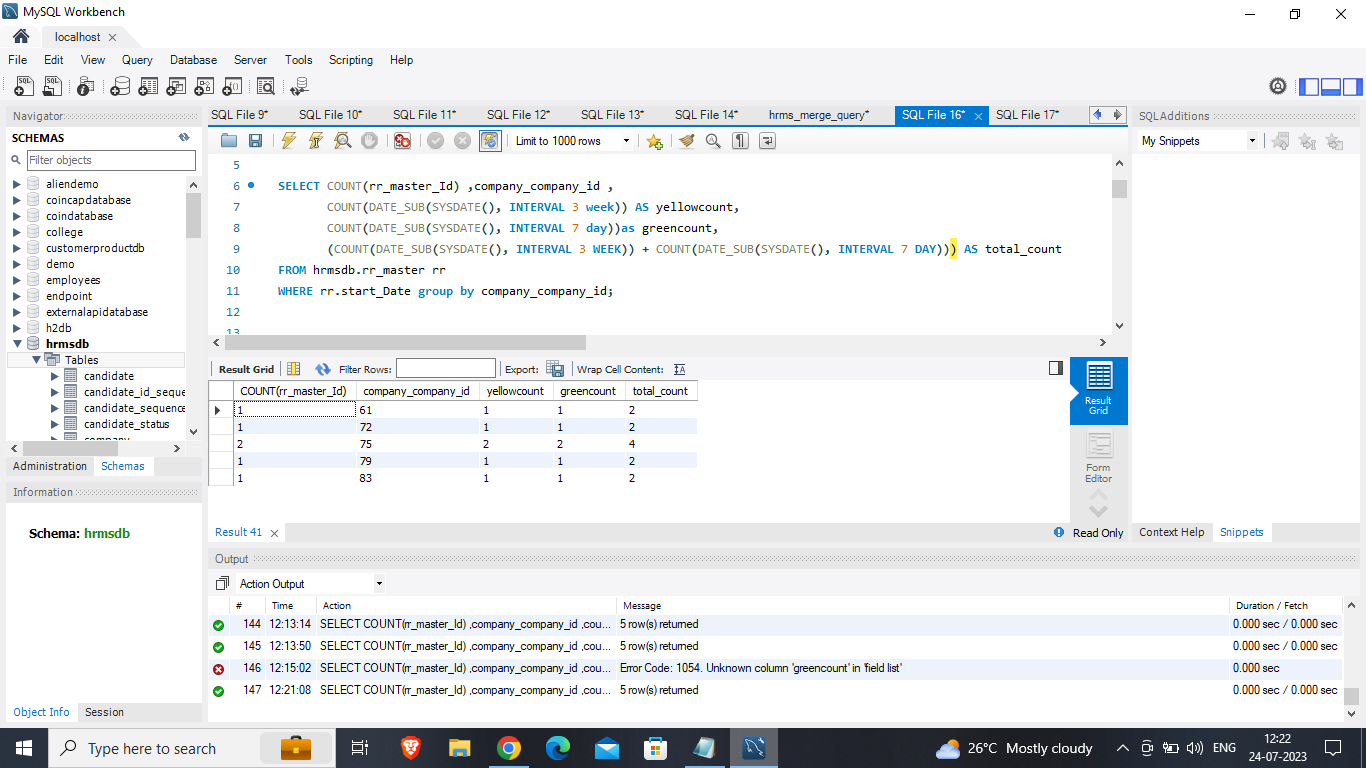 MySQL Workbench
localhost
File Edit View Query Database Server Tools Scripting Help
Navigator
SCHEMAS
Filter objects
aliendemo
coincapdatabase
coindatabase
college
customerproductdb
demo
employees
endpoint
externalapidatabase
h2db
hrmsdb
Tables
candidate
candidate_id_seque
candidate_sequence
candidate_status
Administration Schemas
Information
Schema: hrmsdb
Object Info Session
SQL File 9* SQL File 10* SQL File 11* SQL File 12* SQL File 13* SQL File 14* hrms_merge_query* SQL File 16* SQL File 17*
Limit to 1000 rows
5
6 SELECT COUNT(rr_master_Id) ,company_company_id ,
7 COUNT(DATE_SUB(SYSDATE(), INTERVAL 3 week)) AS yellowcount,
8 COUNT(DATE_SUB(SYSDATE(), INTERVAL 7 day))as greencount,
9 (COUNT(DATE_SUB(SYSDATE(), INTERVAL 3 WEEK)) + COUNT(DATE_SUB(SYSDATE(), INTERVAL 7 DAY))) AS total_count
10 FROM hrmsdb.rr_master rr
11 WHERE rr.start_Date group by company_company_id;
12
13
Result Grid Filter Rows: Export: Wrap Cell Content:
COUNT(rr_master_Id) company_company_id yellowcount greencount total_count
1 61 1 1 2
1 72 1 1 2
2 75 2 2 4
1 79 1 1 2
1 83 1 1 2
Result Grid
Form Editor
Result 41
Read Only
Output
Action Output
# Time Action Message Duration / Fetch
144 12:13:14 SELECT COUNT(rr_master_Id) ,company_company_id ,cou... 5 row(s) returned 0.000 sec / 0.000 sec
145 12:13:50 SELECT COUNT(rr_master_Id) ,company_company_id ,cou... 5 row(s) returned 0.000 sec / 0.000 sec
146 12:15:02 SELECT COUNT(rr_master_Id) ,company_company_id ,cou... Error Code: 1054. Unknown column 'greencount' in 'field list' 0.000 sec
147 12:21:08 SELECT COUNT(rr_master_Id) ,company_company_id ,cou... 5 row(s) returned 0.000 sec / 0.000 sec
SQLAdditions
My Snippets
Context Help Snippets
Type here to search
26°C Mostly cloudy
ENG
12:22
24-07-2023